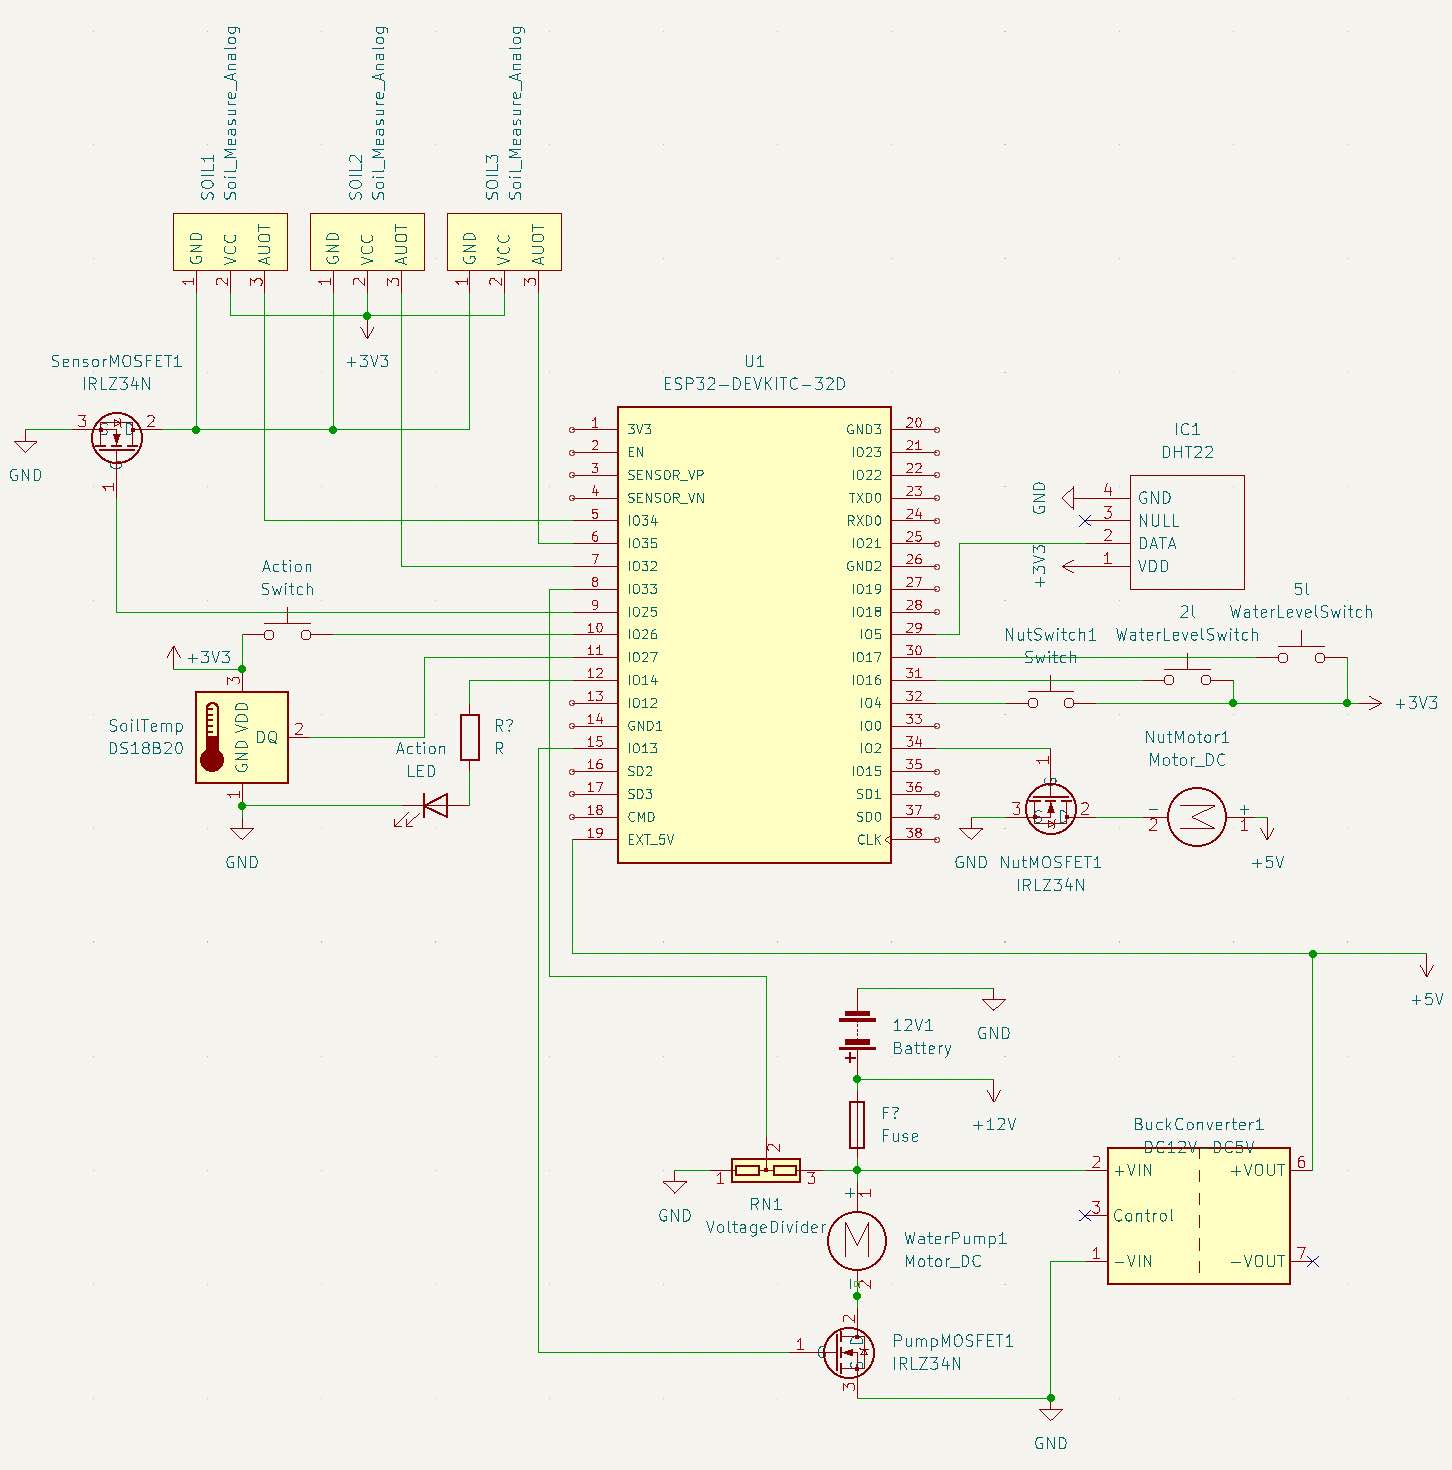 SOIL1
Soil_Measure_Analog
SOIL2
Soil_Measure_Analog
SOIL3
Soil_Measure_Analog
GND
VCC
AUOT
GND
VCC
AUOT
GND
VCC
AUOT
1
2
3
1
2
3
1
2
3
+3V3
SensorMOSFET1
IRLZ34N
3
2
S
D
G
1
GND
U1
ESP32-DEVKITC-32D
1 3V3
2 EN
3 SENSOR_VP
4 SENSOR_VN
5 IO34
6 IO35
7 IO32
8 IO33
9 IO25
10 IO26
11 IO27
12 IO14
13 IO12
14 GND1
15 IO13
16 SD2
17 SD3
18 CMD
19 EXT_5V
GND3 20
IO23 21
IO22 22
TXD0 23
RXD0 24
IO21 25
GND2 26
IO19 27
IO18 28
IO5 29
IO17 30
IO16 31
IO4 32
IO0 33
IO2 34
IO15 35
SD1 36
SD0 37
CLK 38
IC1
DHT22
GND
4 GND
3 NULL
2 DATA
1 VDD
+3V3
Action
Switch
+3V3
3
SoilTemp
DS18B20
VDD
GND
DQ
2
1
GND
Action
LED
R?
R
5l
WaterLevelSwitch
2l
WaterLevelSwitch
NutSwitch1
Switch
+3V3
NutMotor1
Motor_DC
1
G
3
S
D
2
-
2
M
+
1
GND
NutMOSFET1
IRLZ34N
+5V
+5V
12V1
Battery
+
GND
+12V
F?
Fuse
2
1
3
GND
RN1
VoltageDivider
+
1
M
WaterPump1
Motor_DC
-
2
2
D
1
G
S
3
PumpMOSFET1
IRLZ34N
GND
BuckConverter1
DC12V-DC5V
2 +VIN
+VOUT 6
3 Control
1 -VIN
-VOUT 7